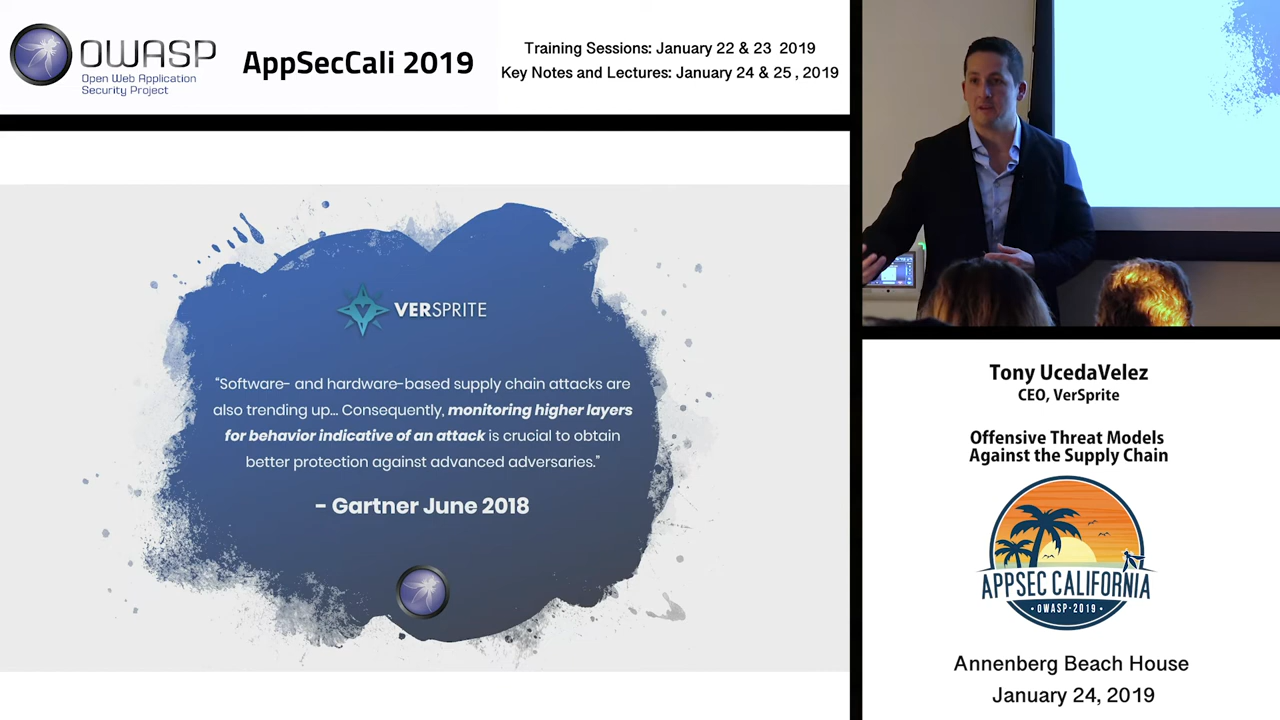 OWASP
Open Web Application
Security Project
AppSecCali 2019
Training Sessions: January 22 & 23 2019
Key Notes and Lectures: January 24 & 25 , 2019
VERSPRITE
“Software- and hardware-based supply chain attacks are
also trending up... Consequently, monitoring higher layers
for behavior indicative of an attack is crucial to obtain
better protection against advanced adversaries.”
- Gartner June 2018
Tony UcedaVelez
CEO, VerSprite
Offensive Threat Models
Against the Supply Chain
APPSEC CALIFORNIA
·OWASP·2019·
Annenberg Beach House
January 24, 2019